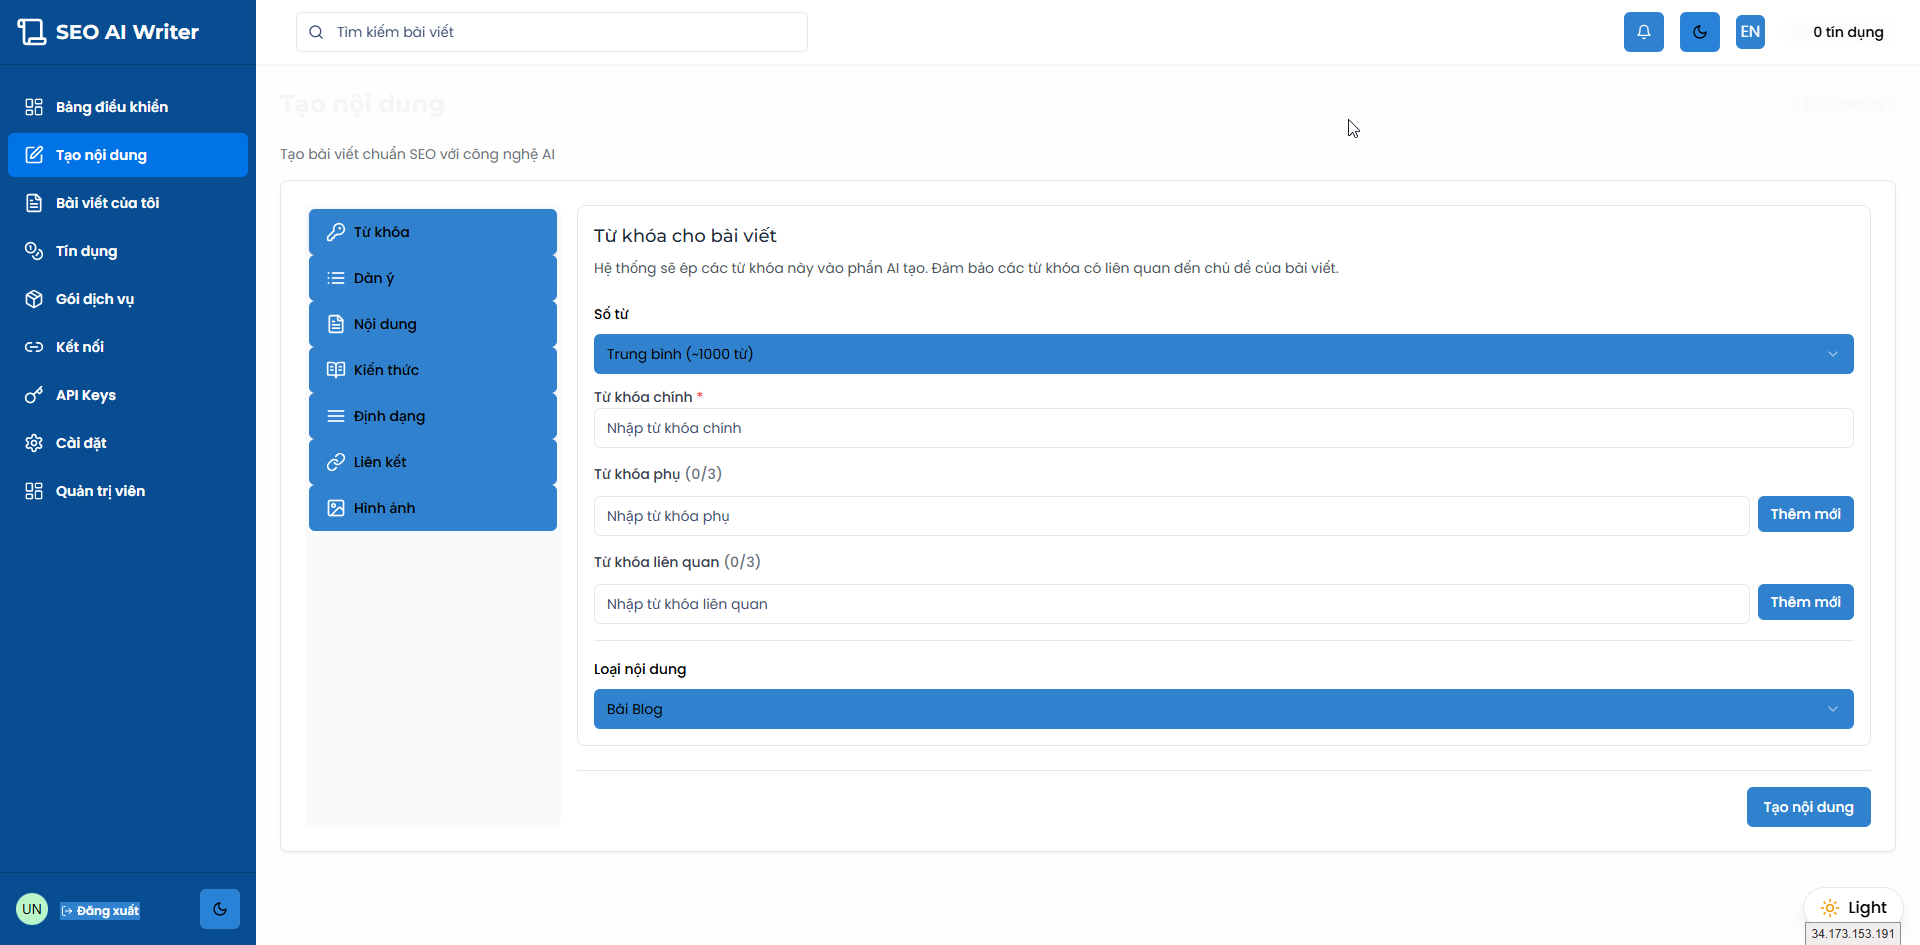 SEO AI Writer
Tìm kiếm bài viết
EN
0 tín dụng
Bảng điều khiển
Tạo nội dung
Bài viết của tôi
Tín dụng
Gói dịch vụ
Kết nối
API Keys
Cài đặt
Quản trị viên
UN
Đăng xuất
Tạo nội dung
0 credits
Tạo bài viết chuẩn SEO với công nghệ AI
Từ khóa
Dàn ý
Nội dung
Kiến thức
Định dạng
Liên kết
Hình ảnh
Từ khóa cho bài viết
Hệ thống sẽ ép các từ khóa này vào phần AI tạo. Đảm bảo các từ khóa có liên quan đến chủ đề của bài viết.
Số từ
Trung bình (~1000 từ)
Từ khóa chính *
Nhập từ khóa chính
Từ khóa phụ (0/3)
Nhập từ khóa phụ
Thêm mới
Từ khóa liên quan (0/3)
Nhập từ khóa liên quan
Thêm mới
Loại nội dung
Bài Blog
Tạo nội dung
Light
34.173.153.191